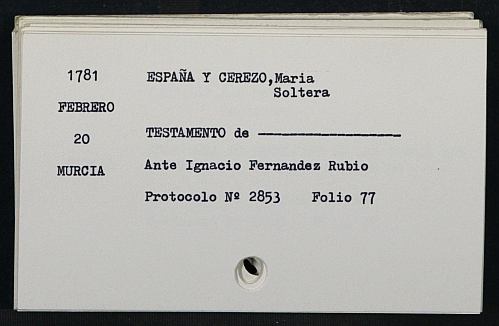 1781 ESPAÑA Y CEREZO, Maria
Soltera
FEBRERO
20 TESTAMENTO de ------------------
MURCIA Ante Ignacio Fernandez Rubio
Protocolo Nº 2853 Folio 77